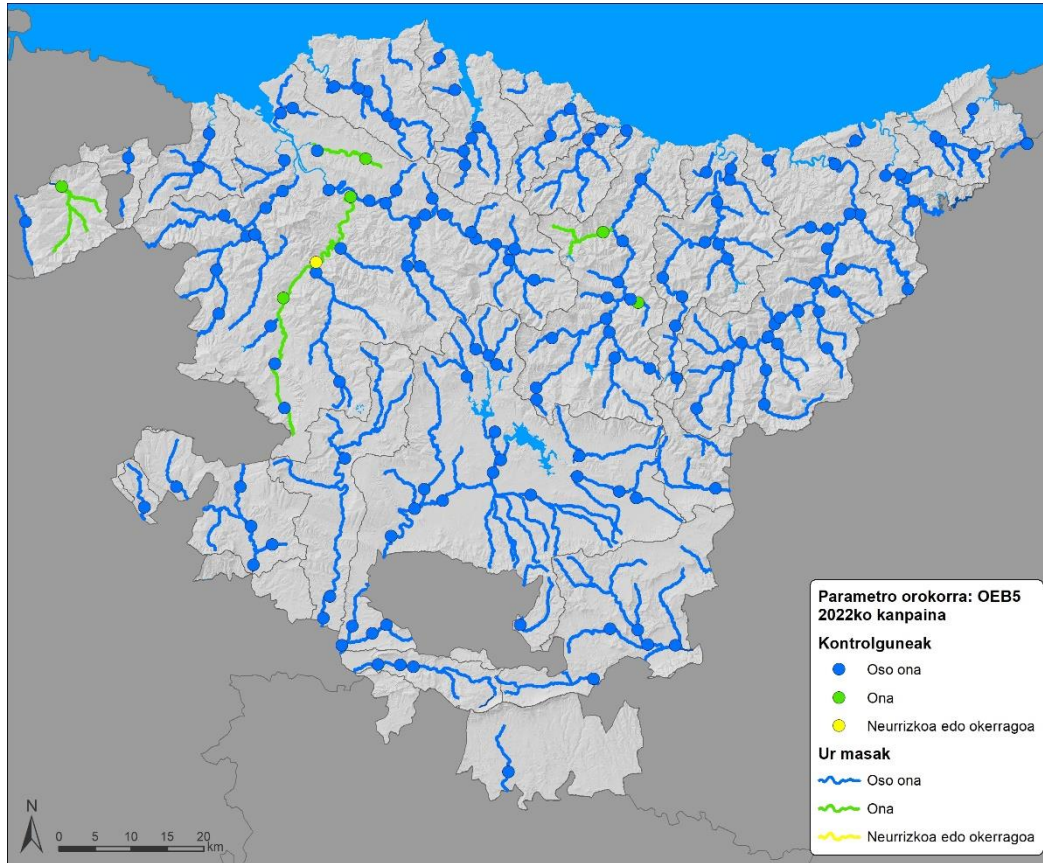 Parametro orokorra: OEB5
2022ko kanpaina
Kontrolguneak
Oso ona
Ona
Neurrizkoa edo okerragoa
Ur masak
Oso ona
Ona
Neurrizkoa edo okerragoa
N
0 5 10 15 20
km